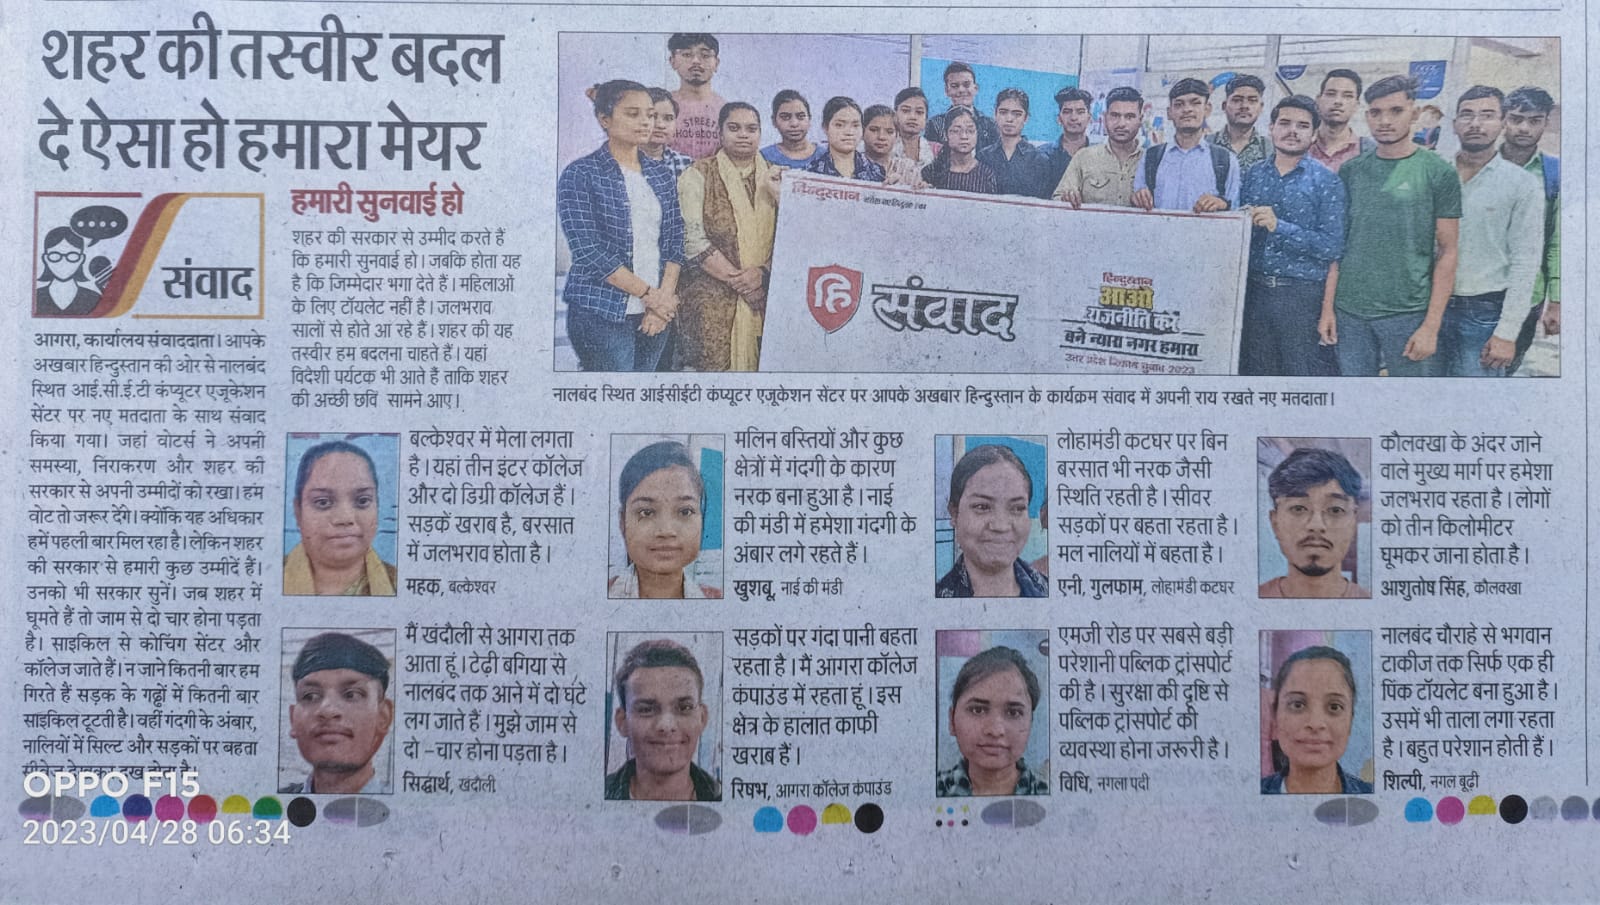 शहर की तस्वीर बदल
दे ऐसा हो हमारा मेयर
संवाद
आगरा, कार्यालय संवाददाता। आपके
अखबार हिन्दुस्तान की ओर से नालबंद
स्थित आई.सी.ई.टी कंप्यूटर एजूकेशन
सेंटर पर नए मतदाता के साथ संवाद
किया गया। जहां वोटर्स ने अपनी
समस्या, निराकरण और शहर की
सरकार से अपनी उम्मीदों को रखा। हम
वोट तो जरूर देंगे। क्योंकि यह अधिकार
हमें पहली बार मिल रहा है। लेकिन शहर
की सरकार से हमारी कुछ उम्मीदें हैं।
उनको भी सरकार सुनें। जब शहर में
घूमते हैं तो जाम से दो चार होना पड़ता
है। साइकिल से कोचिंग सेंटर और
कॉलेज जाते हैं। न जाने कितनी बार हम
गिरते हैं सड़क के गढ्ढों में कितनी बार
साइकिल टूटती है। वहीं गंदगी के अंबार,
नालियों में सिल्ट और सड़कों पर बहता
हमारी सुनवाई हो
शहर की सरकार से उम्मीद करते हैं
कि हमारी सुनवाई हो। जबकि होता यह
है कि जिम्मेदार भगा देते हैं। महिलाओं
के लिए टॉयलेट नहीं है। जलभराव
सालों से होते आ रहे हैं। शहर की यह
तस्वीर हम बदलना चाहते हैं। यहां
विदेशी पर्यटक भी आते हैं ताकि शहर
की अच्छी छवि सामने आए।
STREET
हिन्दुस्तान
हि संवाद
हिन्दुस्तान
आओ
राजनीति करें
बने न्यारा नगर हमारा
उत्तर प्रदेश निकाय चुनाव 2023
नालबंद स्थित आईसीईटी कंप्यूटर एजूकेशन सेंटर पर आपके अखबार हिन्दुस्तान के कार्यक्रम संवाद में अपनी राय रखते नए मतदाता।
बल्केश्वर में मेला लगता
है। यहां तीन इंटर कॉलेज
और दो डिग्री कॉलेज हैं।
सड़कें खराब है, बरसात
में जलभराव होता है।
महक, बल्केश्वर
मलिन बस्तियों और कुछ
क्षेत्रों में गंदगी के कारण
नरक बना हुआ है। नाई
की मंडी में हमेशा गंदगी के
अंबार लगे रहते हैं।
खुशबू, नाई की मंडी
लोहामंडी कटघर पर बिन
बरसात भी नरक जैसी
स्थिति रहती है। सीवर
सड़कों पर बहता रहता है।
मल नालियों में बहता है।
एनी, गुलफाम, लोहामंडी कटघर
कौलक्खा के अंदर जाने
वाले मुख्य मार्ग पर हमेशा
जलभराव रहता है। लोगों
को तीन किलोमीटर
घूमकर जाना होता है।
आशुतोष सिंह, कौलक्खा
मैं खंदौली से आगरा तक
आता हूं। टेढ़ी बगिया से
नालबंद तक आने में दो घंटे
लग जाते हैं। मुझे जाम से
दो -चार होना पड़ता है।
सिद्धार्थ, खंदौली
सड़कों पर गंदा पानी बहता
रहता है। मैं आगरा कॉलेज
कंपाउंड में रहता हूं। इस
क्षेत्र के हालात काफी
खराब हैं।
रिषभ, आगरा कॉलेज कंपाउंड
एमजी रोड पर सबसे बड़ी
परेशानी पब्लिक ट्रांसपोर्ट
की है। सुरक्षा की दृष्टि से
पब्लिक ट्रांसपोर्ट की
व्यवस्था होना जरूरी है।
विधि, नगला पदी
नालबंद चौराहे से भगवान
टाकीज तक सिर्फ एक ही
पिंक टॉयलेट बना हुआ है।
उसमें भी ताला लगा रहता
है। बहुत परेशान होती हैं।
शिल्पी, नगल बूढ़ी
OPPO F15
2023/04/28 06:34